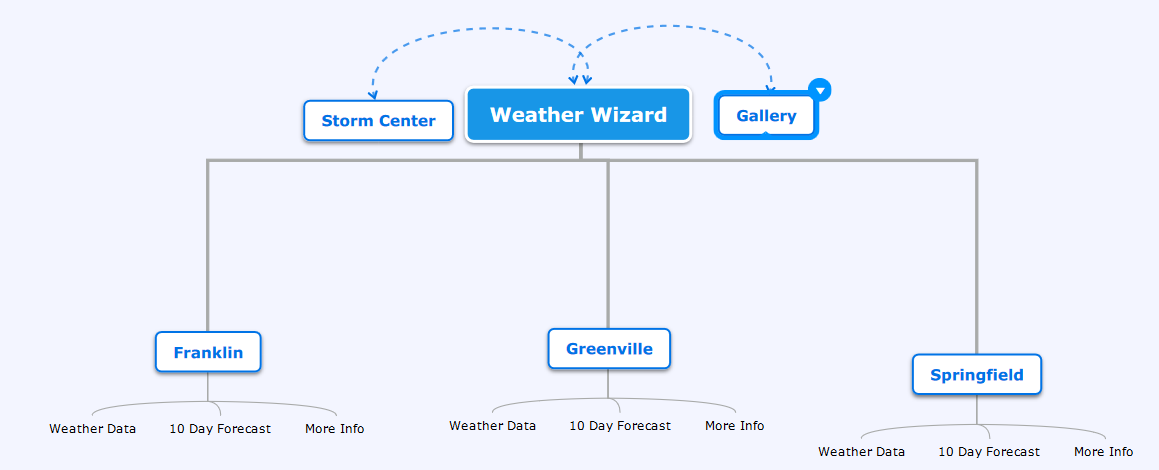 Storm Center
Weather Wizard
Gallery
Franklin
Greenville
Springfield
Weather Data
10 Day Forecast
More Info
Weather Data
10 Day Forecast
More Info
Weather Data
10 Day Forecast
More Info